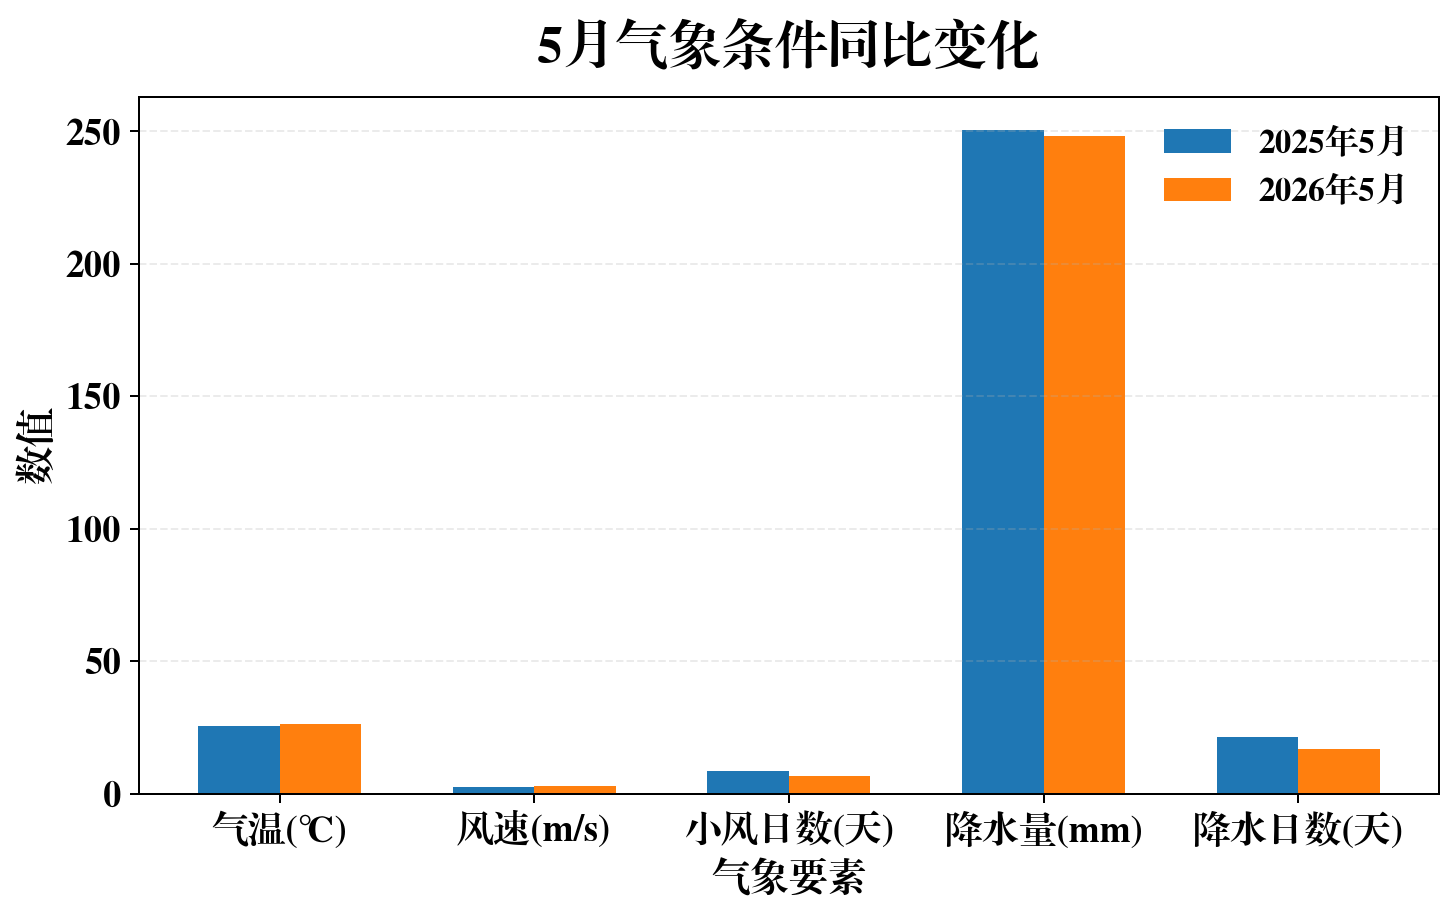 5月气象条件同比变化
250
200
150
100
50
0
数值
2025年5月
2026年5月
气温(℃)
风速(m/s)
小风日数(天)
降水量(mm)
降水日数(天)
气象要素